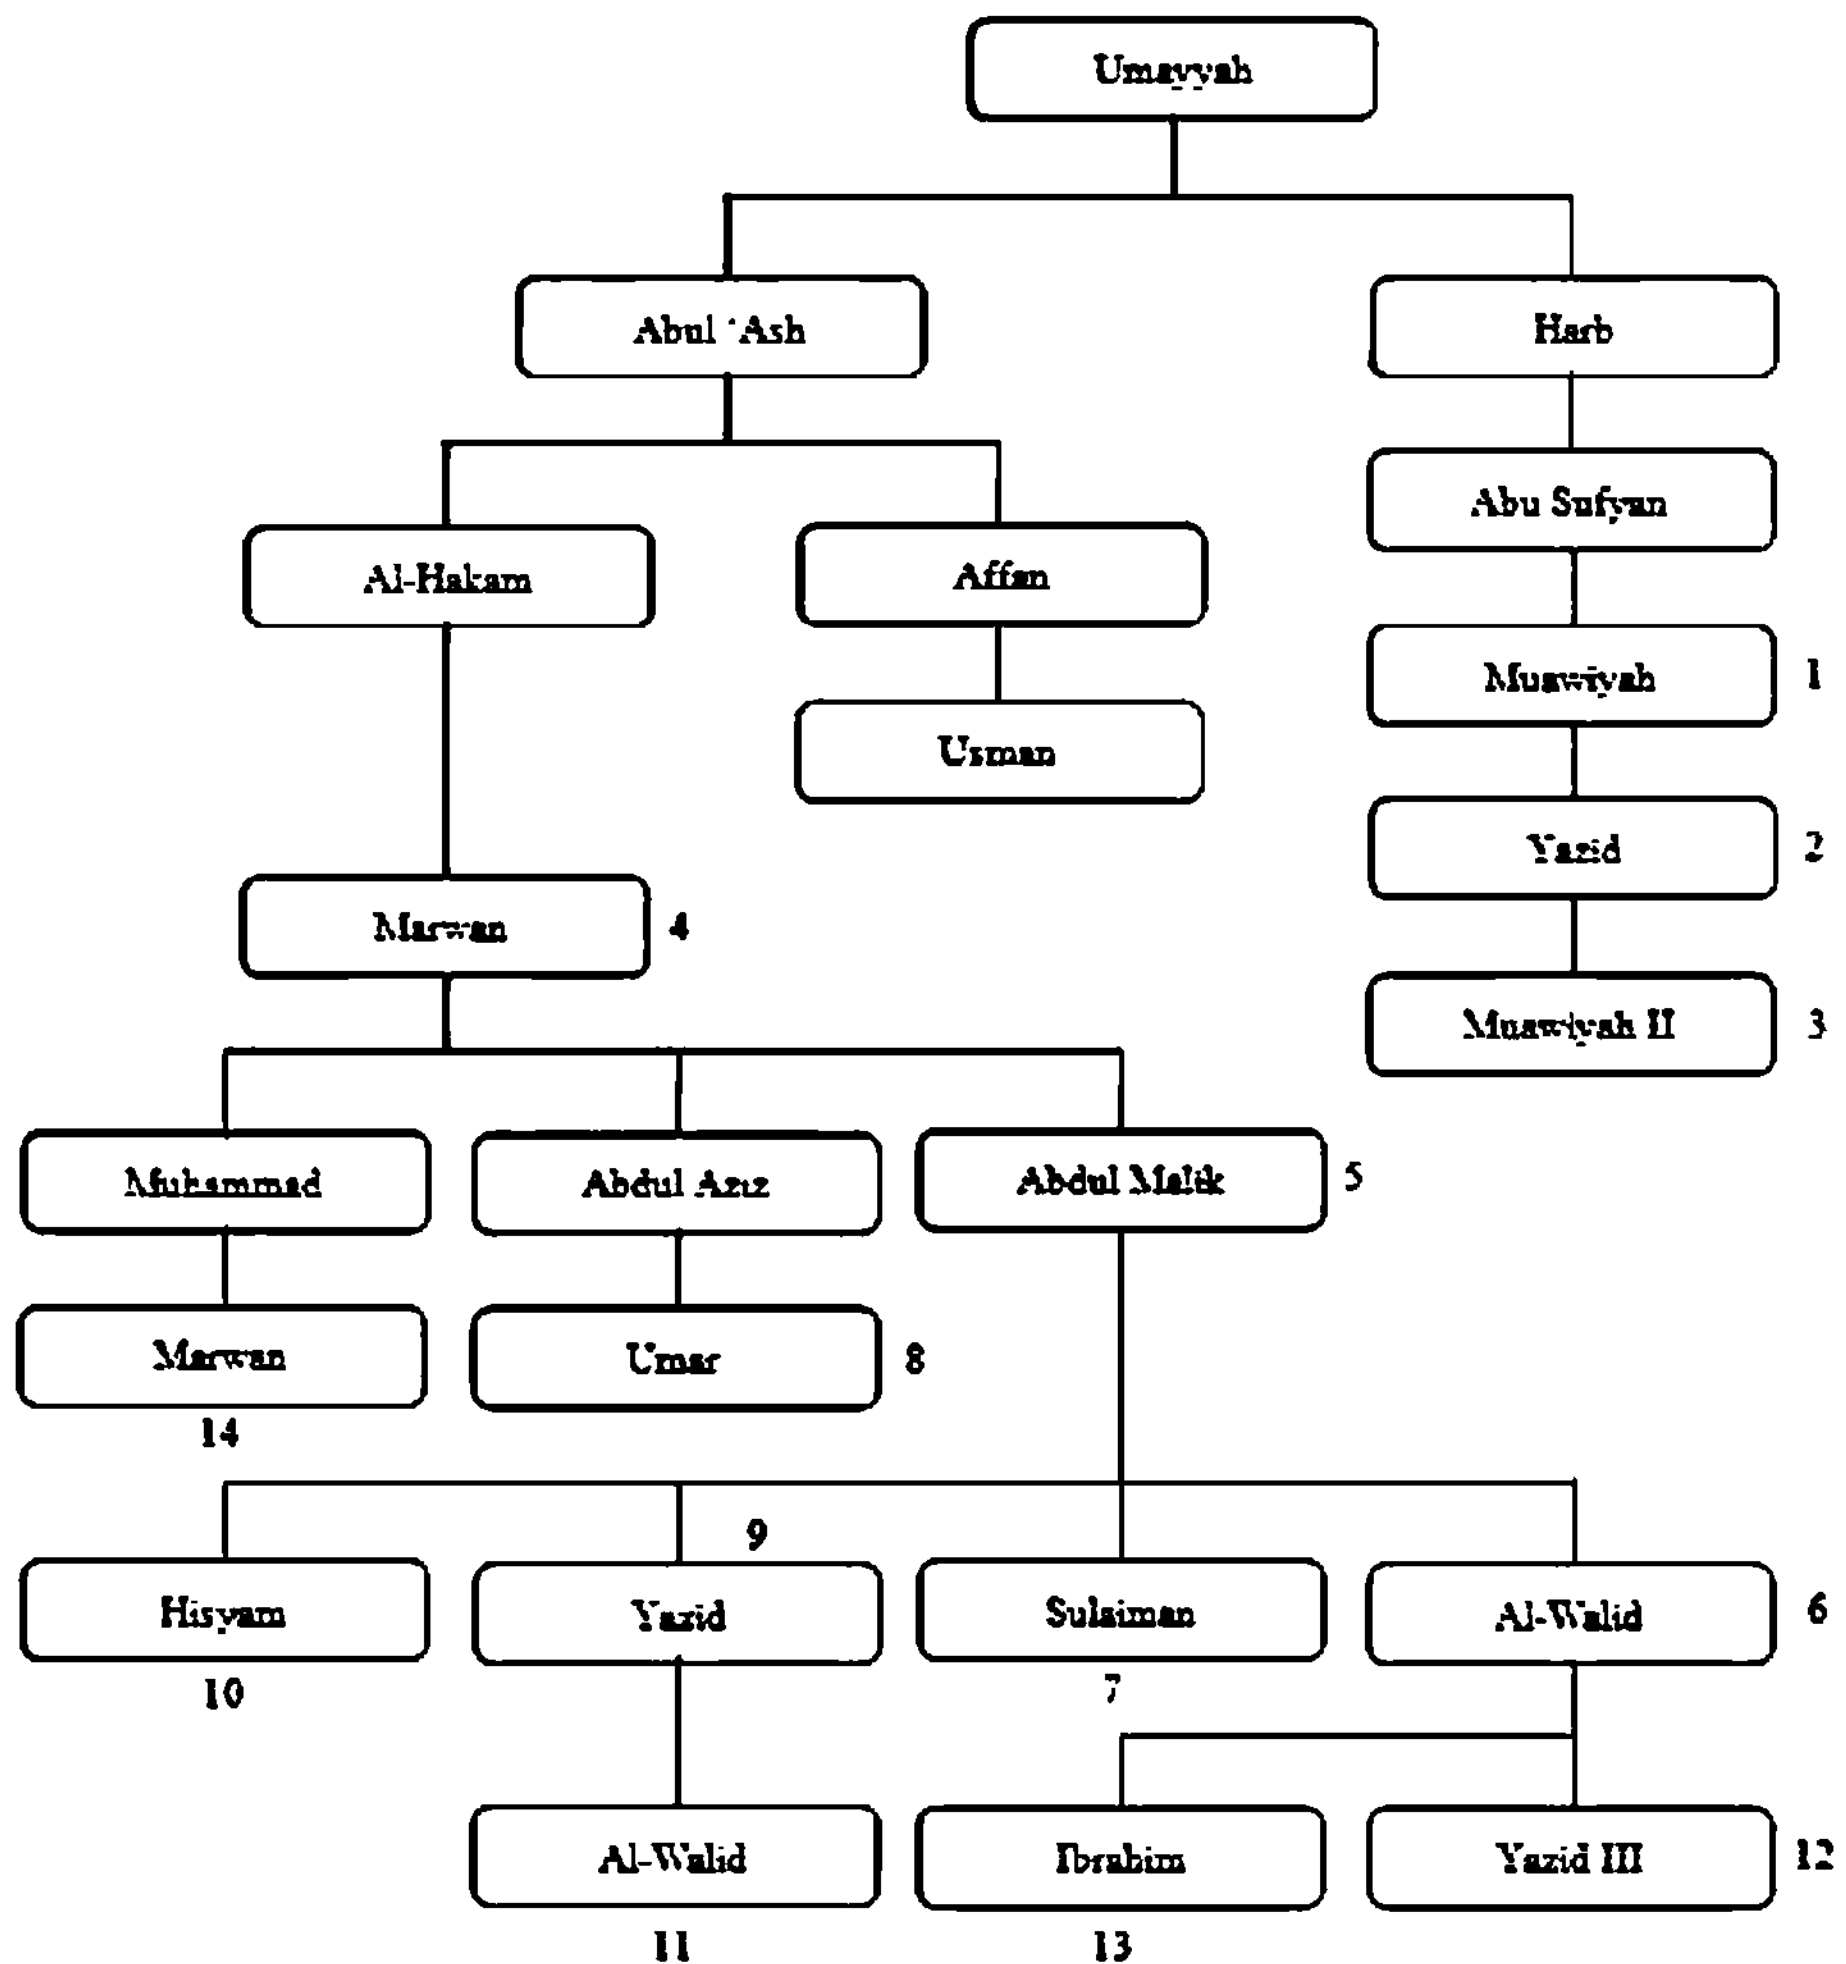 Umayyah
Abul 'Ash
Harb
Abu Sufyan
Al-Hakam
Affan
Muawiyah
1
Usman
Yazid
2
Marwan
4
Muawiyah II
3
Muhammad
Abdul Aziz
Abdul Malik
5
Marwan
Umar
8
14
9
Hisyam
Yazid
Sulaiman
Al-Walid
6
10
7
Al-Walid
Ibrahim
Yazid III
12
11
13